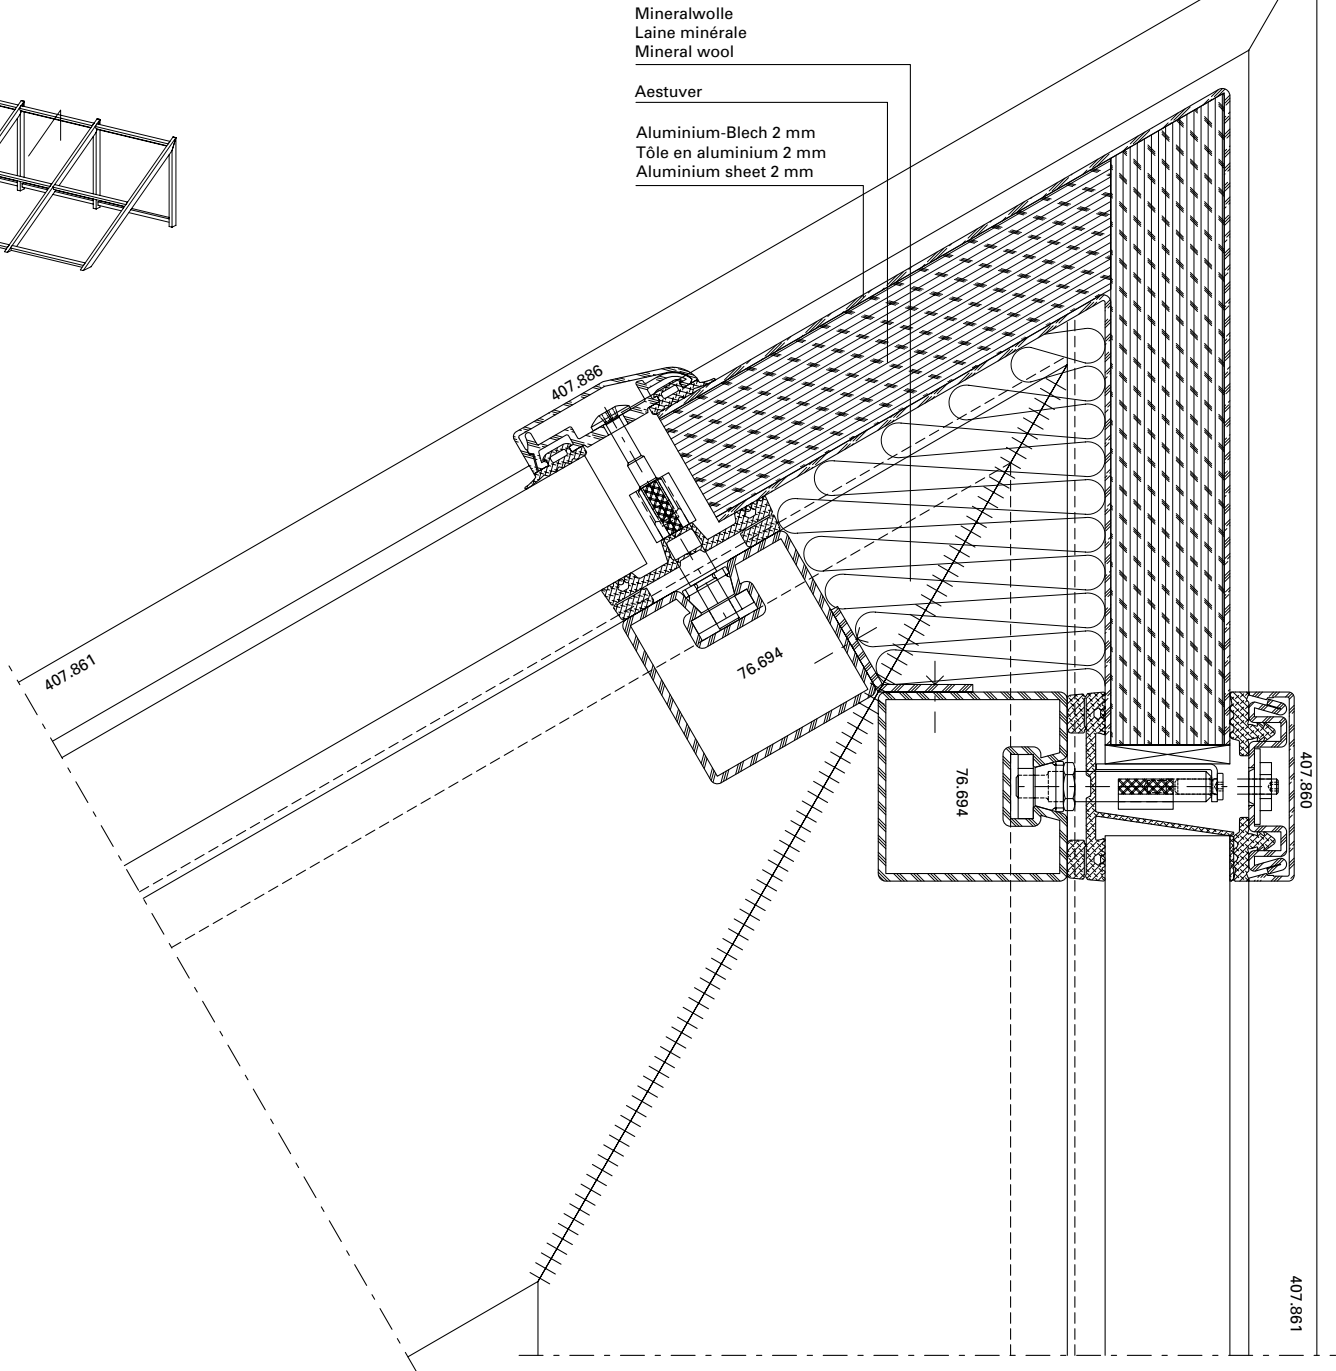 Mineralwolle
Laine minérale
Mineral wool
Aestuver
Aluminium-Blech 2 mm
Tôle en aluminium 2 mm
Aluminium sheet 2 mm
407.886
407.861
76.694
76.694
407.860
407.861